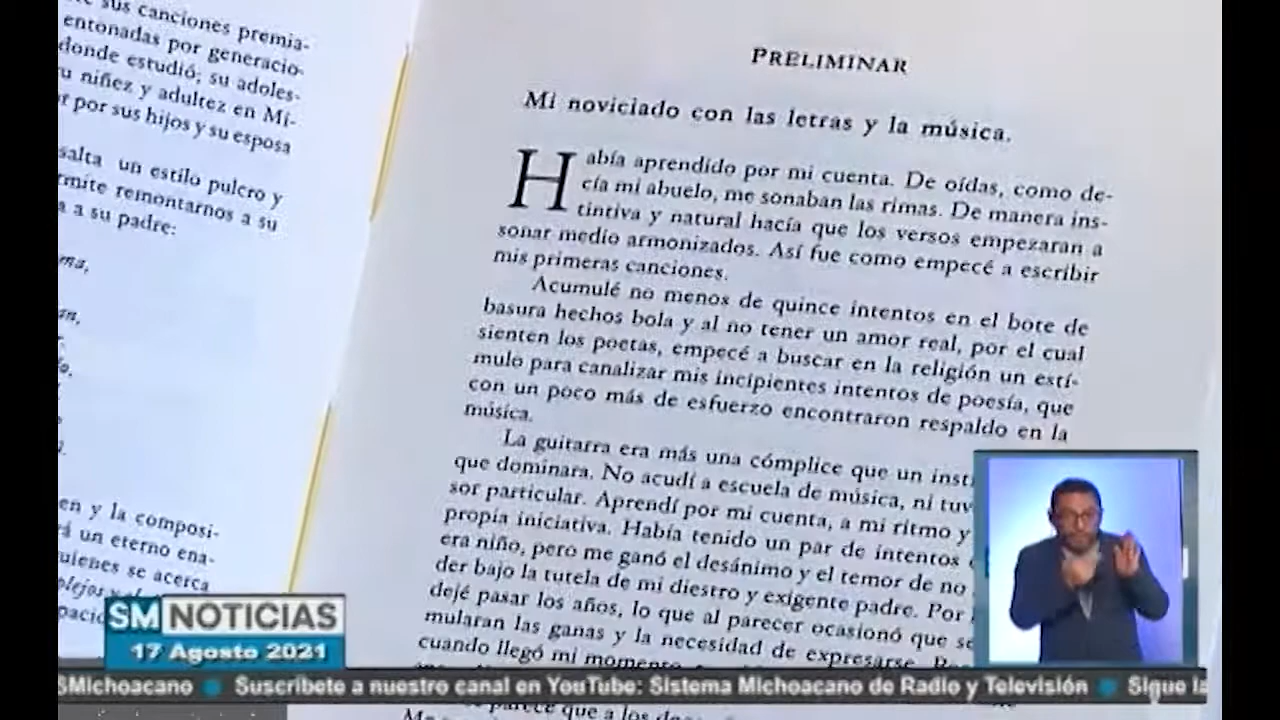 sus canciones premia-
entonadas por generacio-
donde estudió; su adoles-
u niñez y adultez en Mi-
por sus hijos y su esposa
salta un estilo pulcro y
rmite remontarnos a su
a a su padre:
en y la composi-
á un eterno ena-
uienes se acerca
PRELIMINAR
Mi noviciado con las letras y la música.
Había aprendido por mi cuenta. De oídas, como de-
cía mi abuelo, me sonaban las rimas. De manera ins-
tintiva y natural hacía que los versos empezaran a
sonar medio armonizados. Así fue como empecé a escribir
mis primeras canciones.
Acumulé no menos de quince intentos en el bote de
basura hechos bola y al no tener un amor real, por el cual
sienten los poetas, empecé a buscar en la religión un estí-
mulo para canalizar mis incipientes intentos de poesía, que
con un poco más de esfuerzo encontraron respaldo en la
música.
La guitarra era más una cómplice que un inst
que dominara. No acudí a escuela de música, ni tuv
sor particular. Aprendí por mi cuenta, a mi ritmo y
propia iniciativa. Había tenido un par de intentos
era niño, pero me ganó el desánimo y el temor de no
der bajo la tutela de mi diestro y exigente padre. Por
dejé pasar los años, lo que al parecer ocasionó que se
mularan las ganas y la necesidad de expresarse.
cuando llegó mi momento
parece que a los
SM NOTICIAS
17 Agosto 2021
SMichoacano • Suscríbete a nuestro canal en YouTube: Sistema Michoacano de Radio y Televisión • Sigue la